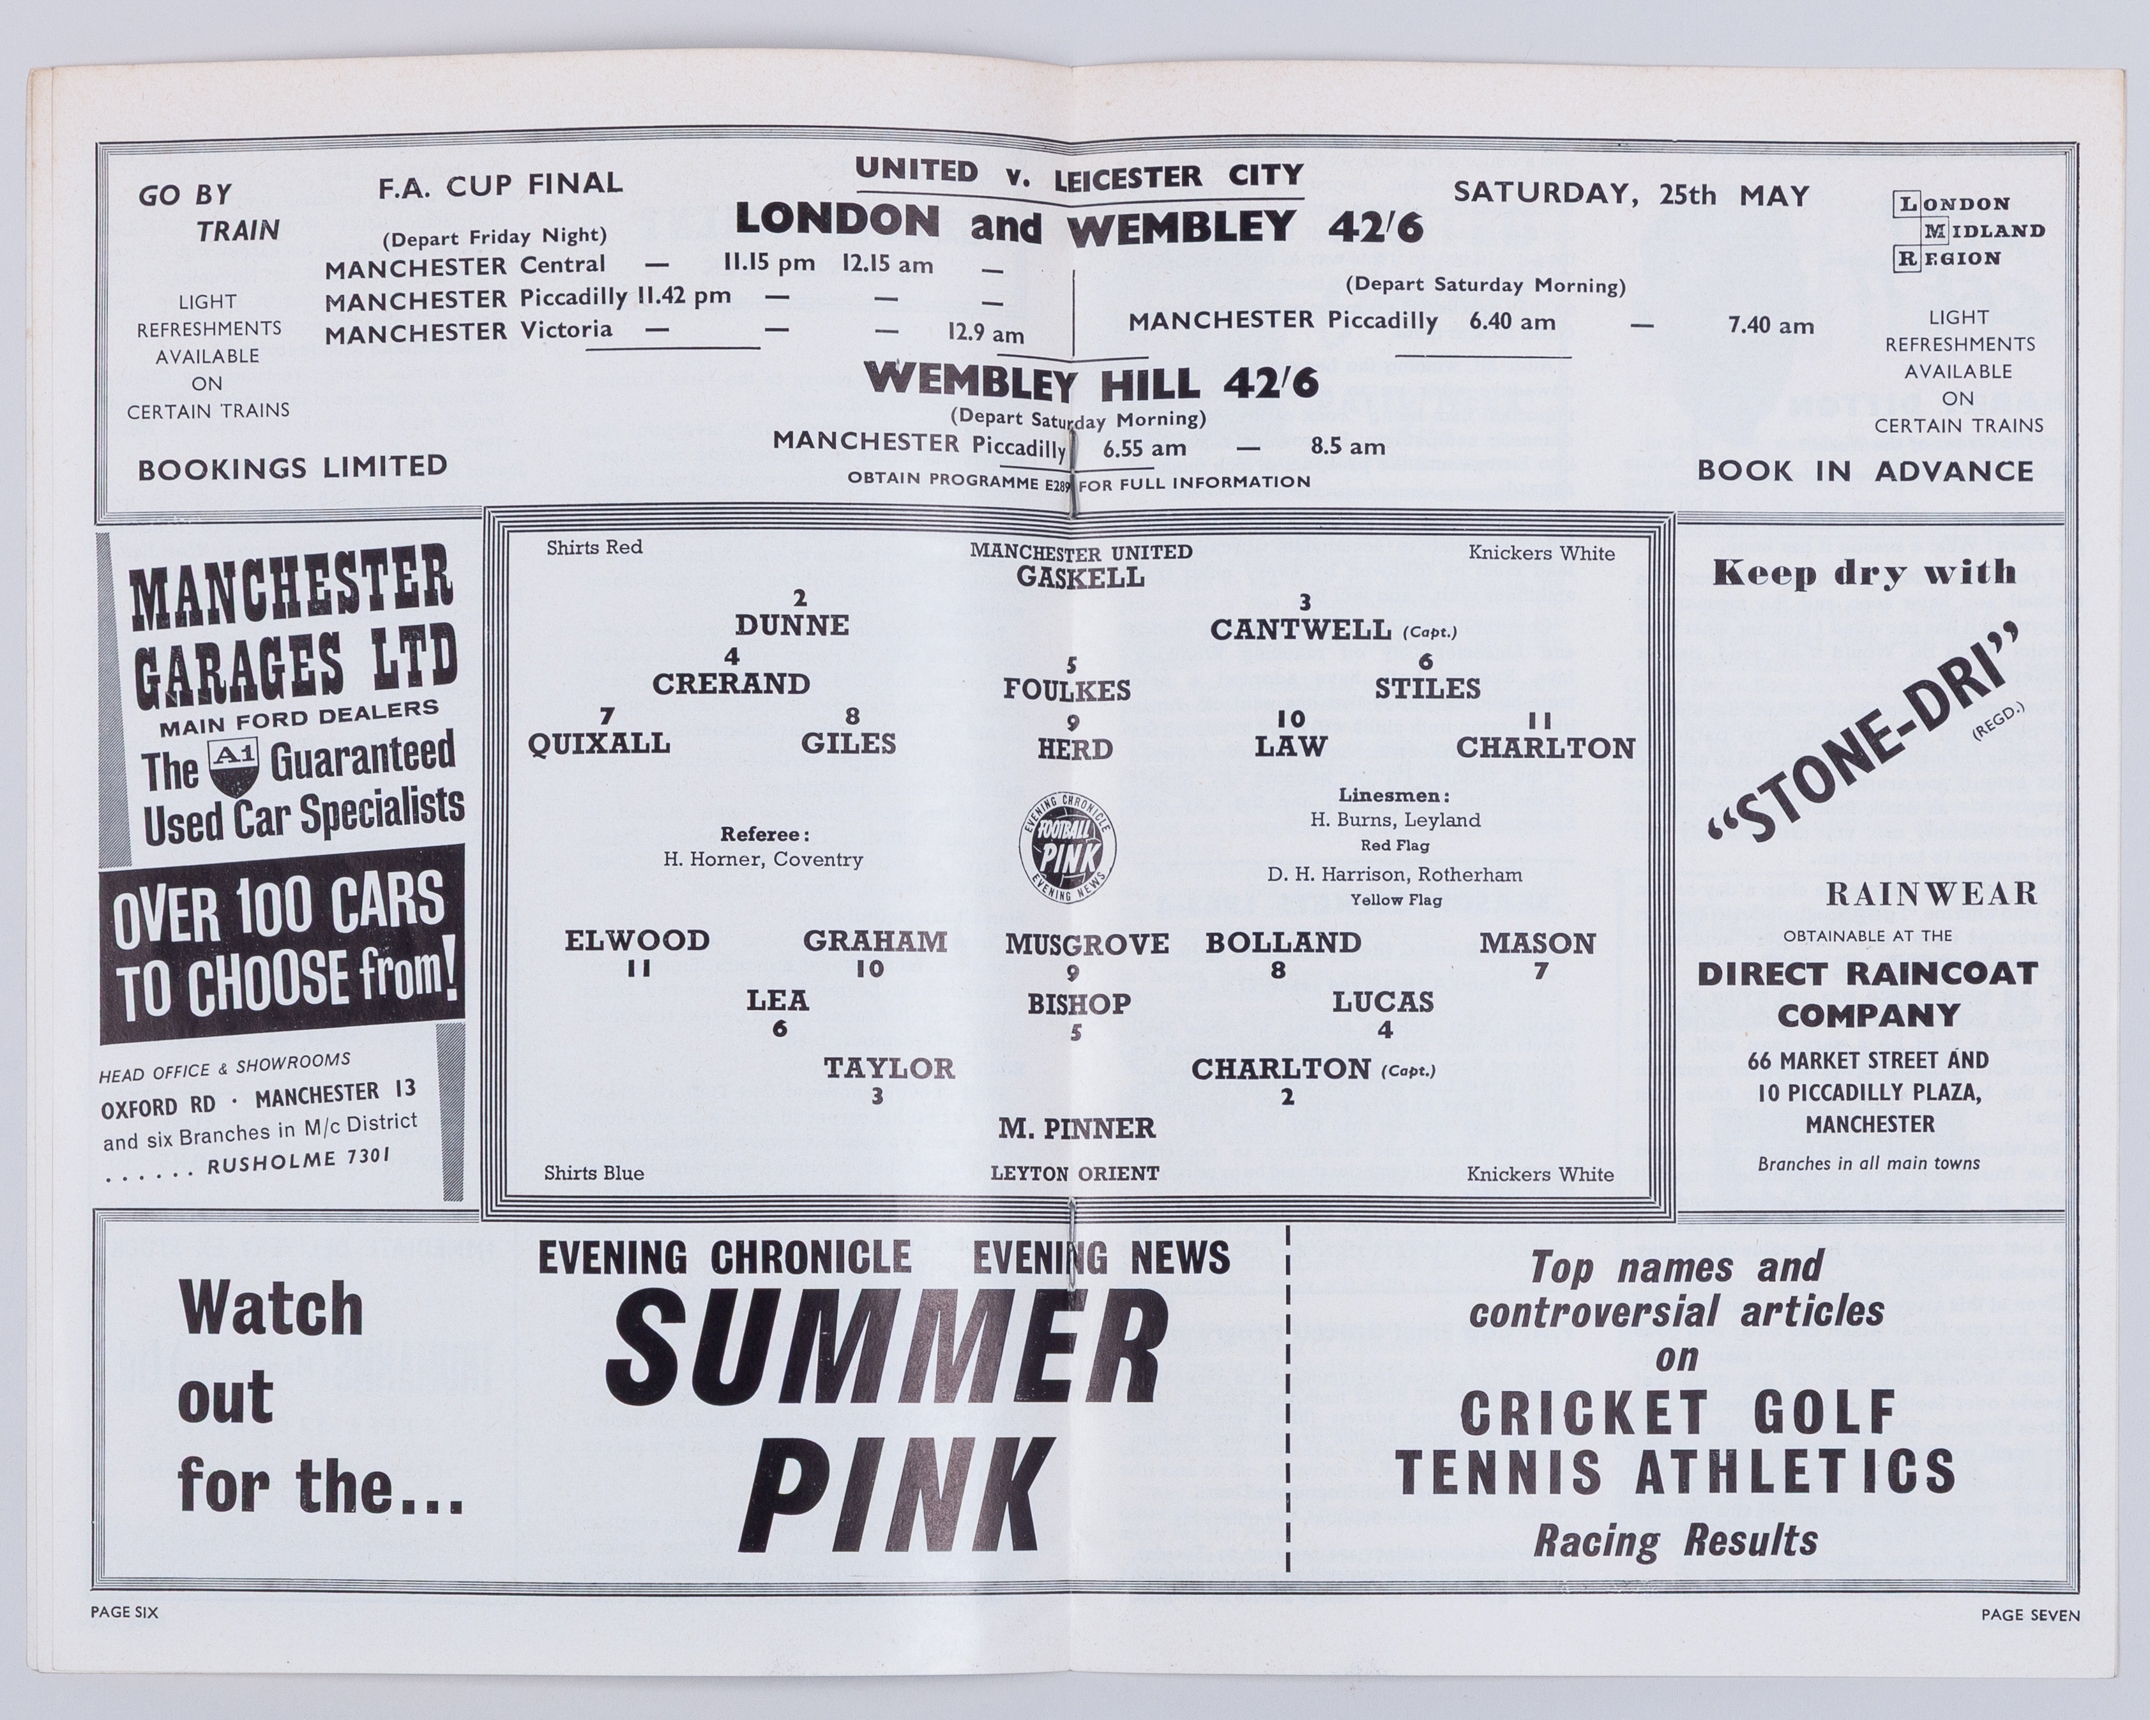 GO BY
TRAIN
LIGHT
REFRESHMENTS
AVAILABLE
ON
CERTAIN TRAINS
BOOKINGS LIMITED
F.A. CUP FINAL
UNITED v. LEICESTER CITY
SATURDAY, 25th MAY
LONDON and WEMBLEY 42/6
(Depart Friday Night)
MANCHESTER Central — 11.15 pm 12.15 am —
MANCHESTER Piccadilly 11.42 pm — — —
MANCHESTER Victoria — — — 12.9 am
(Depart Saturday Morning)
MANCHESTER Piccadilly 6.40 am — 7.40 am
WEMBLEY HILL 42/6
(Depart Saturday Morning)
MANCHESTER Piccadilly 6.55 am — 8.5 am
OBTAIN PROGRAMME E289 FOR FULL INFORMATION
LONDON
MIDLAND
REGION
LIGHT
REFRESHMENTS
AVAILABLE
ON
CERTAIN TRAINS
BOOK IN ADVANCE
MANCHESTER
GARAGES LTD
MAIN FORD DEALERS
The A1 Guaranteed
Used Car Specialists
OVER 100 CARS
TO CHOOSE from!
HEAD OFFICE & SHOWROOMS
OXFORD RD · MANCHESTER 13
and six Branches in M/c District
...... RUSHOLME 7301
Shirts Red MANCHESTER UNITED Knickers White
GASKELL
2 3
DUNNE CANTWELL (Capt.)
4 5 6
CRERAND FOULKES STILES
7 8 9 10 11
QUIXALL GILES HERD LAW CHARLTON
Referee:
H. Horner, Coventry
EVENING CHRONICLE
FOOTBALL
PINK
EVENING NEWS
Linesmen:
H. Burns, Leyland
Red Flag
D. H. Harrison, Rotherham
Yellow Flag
ELWOOD GRAHAM MUSGROVE BOLLAND MASON
11 10 9 8 7
LEA BISHOP LUCAS
6 5 4
TAYLOR CHARLTON (Capt.)
3 2
M. PINNER
Shirts Blue LEYTON ORIENT Knickers White
Keep dry with
"STONE-DRI"
(REGD.)
RAINWEAR
OBTAINABLE AT THE
DIRECT RAINCOAT
COMPANY
66 MARKET STREET AND
10 PICCADILLY PLAZA,
MANCHESTER
Branches in all main towns
Watch
out
for the...
EVENING CHRONICLE EVENING NEWS
SUMMER
PINK
Top names and
controversial articles
on
CRICKET GOLF
TENNIS ATHLETICS
Racing Results
PAGE SIX
PAGE SEVEN